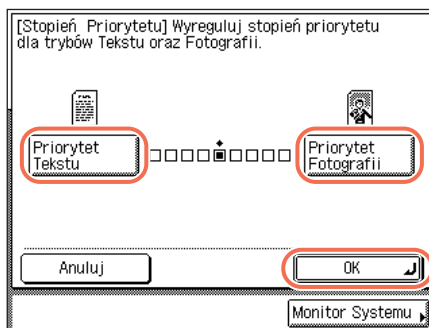 [Stopień Priorytetu] Wyreguluj stopień priorytetu
dla trybów Tekstu oraz Fotografii.
Priorytet
Tekstu
Priorytet
Fotografii
Anuluj
OK
Monitor Systemu